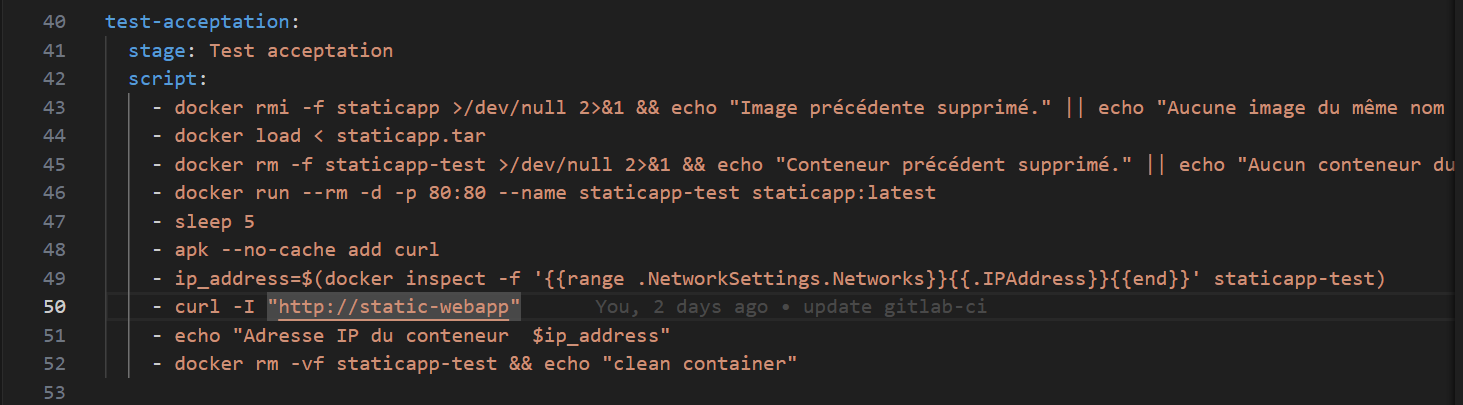 40 test-acceptation:
41 stage: Test acceptation
42 script:
43 - docker rmi -f staticapp >/dev/null 2>&1 && echo "Image précédente supprimé." || echo "Aucune image du même nom
44 - docker load < staticapp.tar
45 - docker rm -f staticapp-test >/dev/null 2>&1 && echo "Conteneur précédent supprimé." || echo "Aucun conteneur du
46 - docker run --rm -d -p 80:80 --name staticapp-test staticapp:latest
47 - sleep 5
48 - apk --no-cache add curl
49 - ip_address=$(docker inspect -f '{{range .NetworkSettings.Networks}}{{.IPAddress}}{{end}}' staticapp-test)
50 - curl -I "http://static-webapp" You, 2 days ago • update gitlab-ci
51 - echo "Adresse IP du conteneur  $ip_address"
52 - docker rm -vf staticapp-test && echo "clean container"
53